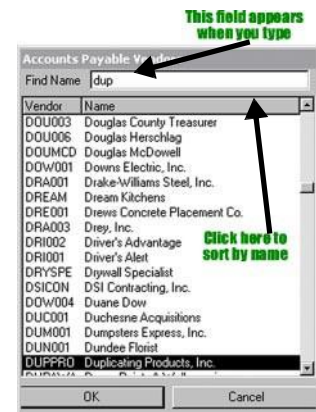 This field appears
when you type
Accounts Payable Vendor
Find Name dup
Vendor Name
DOU003 Douglas County Treasurer
DOU006 Douglas Herschlag
DOUMCD Douglas McDowell
DOW001 Downs Electric, Inc.
DRA001 Drake-Williams Steel, Inc.
DREAM Dream Kitchens
DRE001 Drews Concrete Placement Co.
DRA003 Drey, Inc.
DRI002 Driver's Advantage
DRI001 Driver's Alert
DRYSPE Drywall Specialist
DSICON DSI Contracting, Inc.
DOW004 Duane Dow
DUC001 Duchesne Acquisitions
DUM001 Dumpsters Express, Inc.
DUN001 Dundee Florist
DUPPRO Duplicating Products, Inc.
Click here to
sort by name
OK Cancel